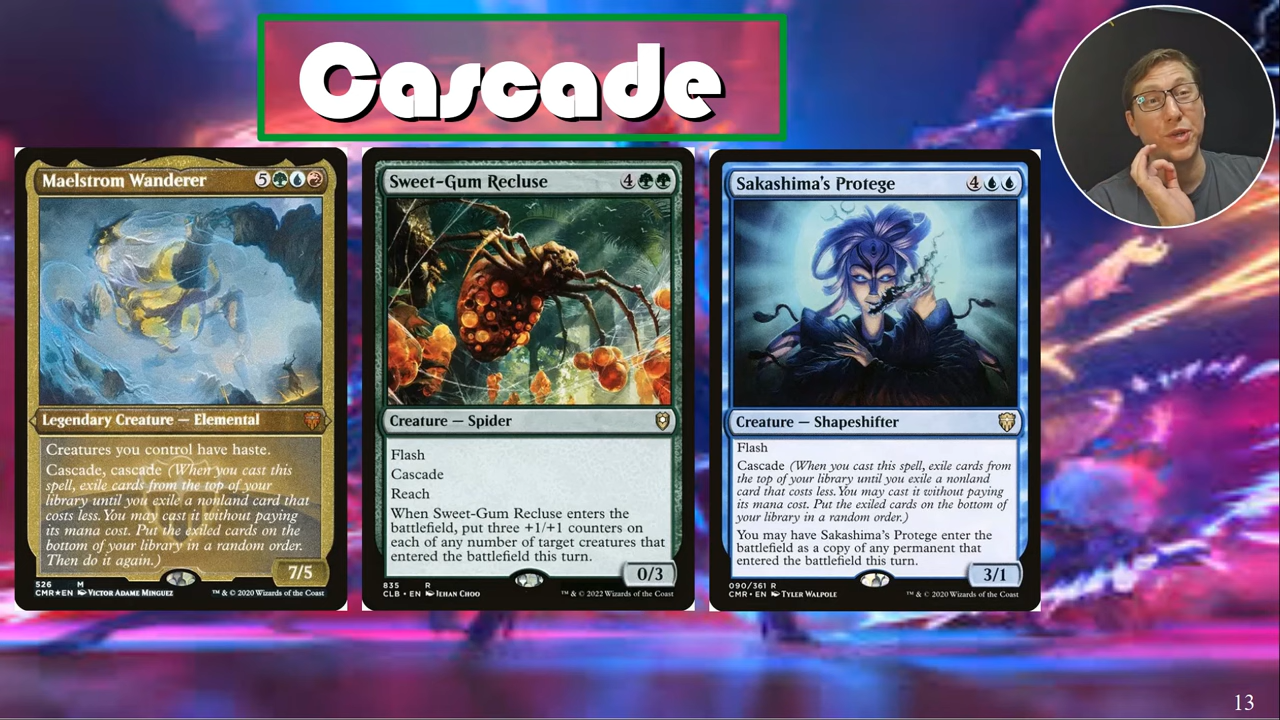 Cascade
Maelstrom Wanderer 5
Legendary Creature — Elemental
Creatures you control have haste.
Cascade, cascade (When you cast this
spell, exile cards from the top of your
library until you exile a nonland card that
costs less. You may cast it without paying
its mana cost. Put the exiled cards on the
bottom of your library in a random order.
Then do it again.)
7/5
526 M
CMR★EN Victor Adame Minguez ™ & © 2020 Wizards of the Coast
Sweet-Gum Recluse 4
Creature — Spider
Flash
Cascade
Reach
When Sweet-Gum Recluse enters the
battlefield, put three +1/+1 counters on
each of any number of target creatures that
entered the battlefield this turn.
0/3
835 R
CLB • EN Jehan Choo ™ & © 2022 Wizards of the Coast
Sakashima's Protege 4
Creature — Shapeshifter
Flash
Cascade (When you cast this spell, exile cards from
the top of your library until you exile a nonland
card that costs less. You may cast it without paying
its mana cost. Put the exiled cards on the bottom of
your library in a random order.)
You may have Sakashima's Protege enter the
battlefield as a copy of any permanent that
entered the battlefield this turn.
3/1
090/361 R
CMR • EN Tyler Walpole ™ & © 2020 Wizards of the Coast
13